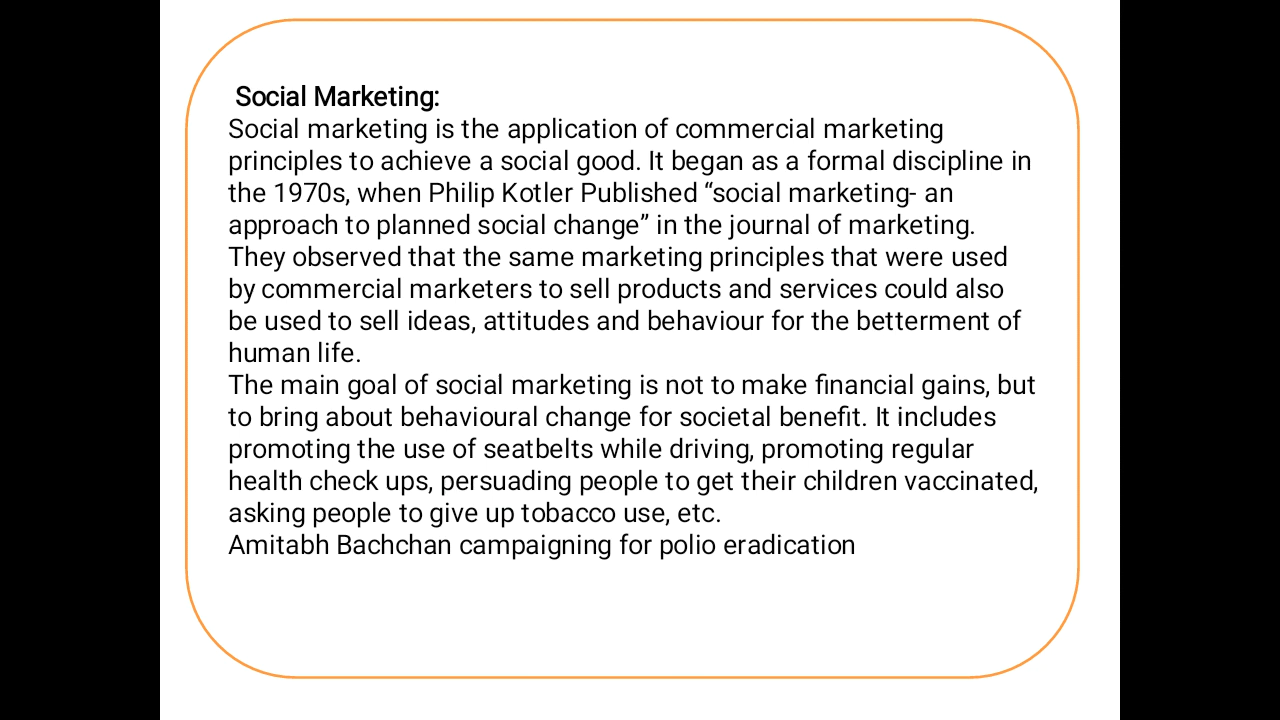 Social Marketing:
Social marketing is the application of commercial marketing
principles to achieve a social good. It began as a formal discipline in
the 1970s, when Philip Kotler Published “social marketing- an
approach to planned social change” in the journal of marketing.
They observed that the same marketing principles that were used
by commercial marketers to sell products and services could also
be used to sell ideas, attitudes and behaviour for the betterment of
human life.
The main goal of social marketing is not to make financial gains, but
to bring about behavioural change for societal benefit. It includes
promoting the use of seatbelts while driving, promoting regular
health check ups, persuading people to get their children vaccinated,
asking people to give up tobacco use, etc.
Amitabh Bachchan campaigning for polio eradication